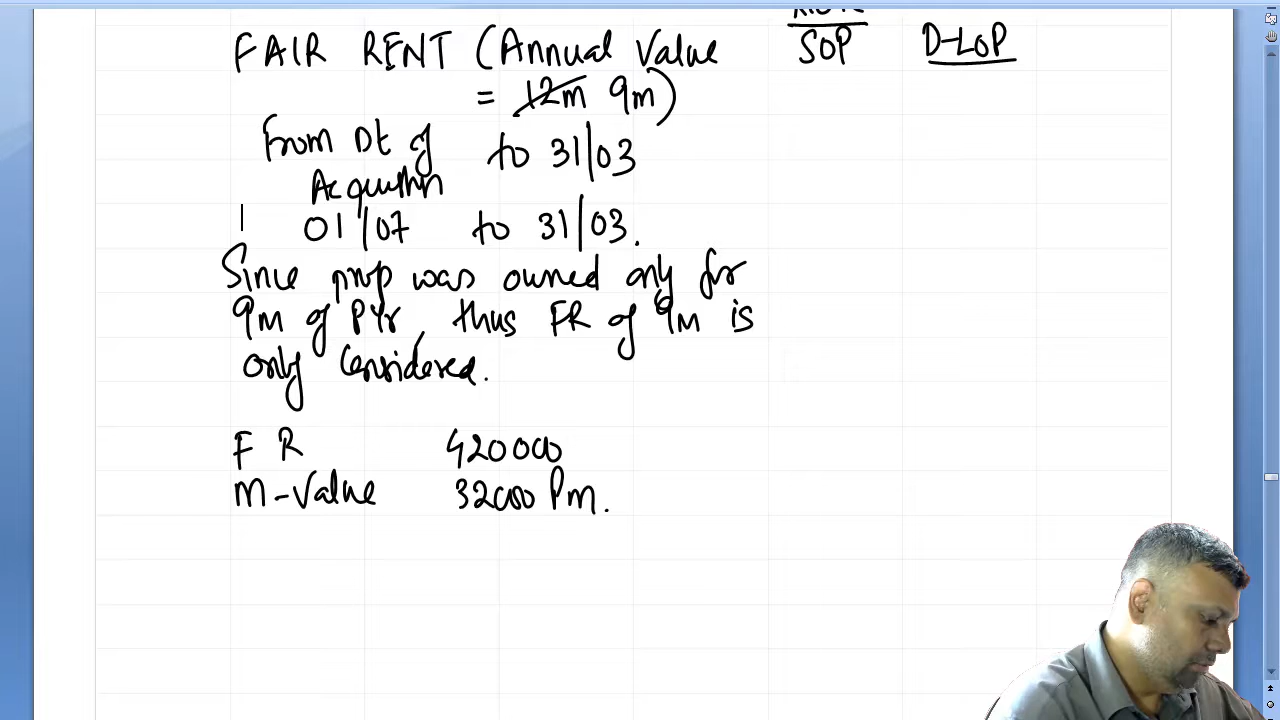 FAIR RENT (Annual Value
SOP
D-LOP
= 12m 9m)
From Dt of
Acquisthn
to 31/03
01/07 to 31/03.
Since prop was owned only for
9m of PYr, thus FR of 9m is
only Considered.
F R 420000
m-Value 32000 Pm.